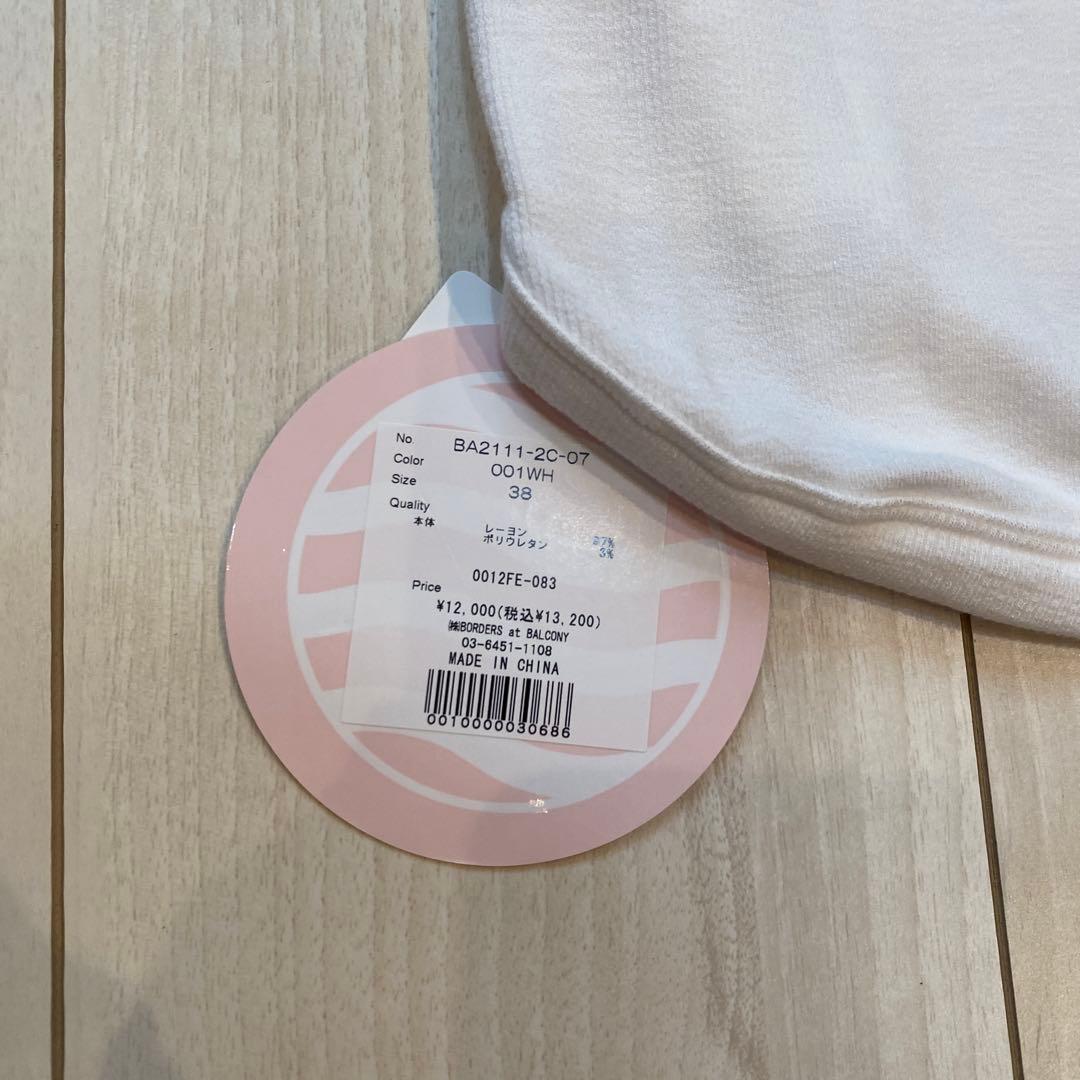 No. BA2111-2C-07
Color 001WH
Size 38
Quality
本体 レーヨン 97%
ポリウレタン 3%
0012FE-083
Price
¥12,000(税込¥13,200)
㈱BORDERS at BALCONY
03-6451-1108
MADE IN CHINA
0010000030686